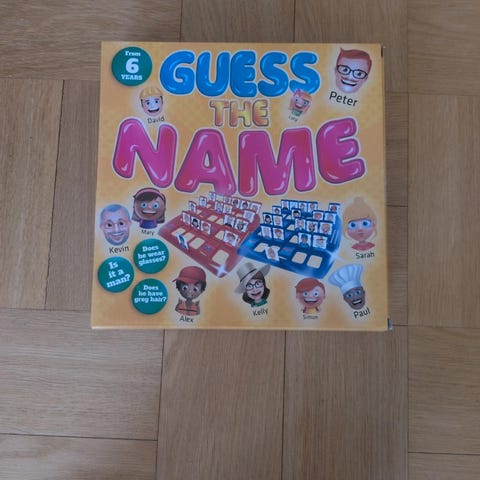 From
6
YEARS
GUESS
THE
NAME
Peter
David
Mary
Kevin
Sarah
Is
it a
man?
Does
he wear
glasses?
Does
he have
grey hair?
Alex
Kelly
Simon
Paul